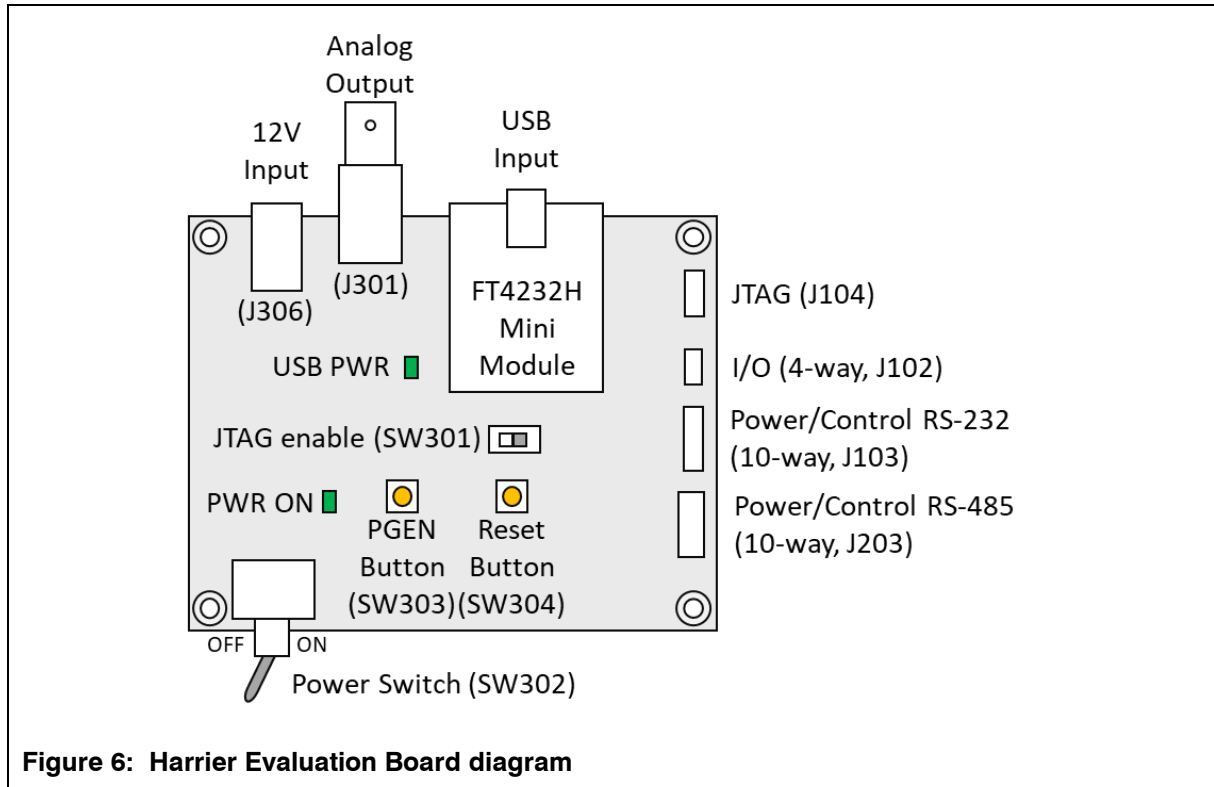 Analog
Output
12V
Input
USB
Input
(J306)
(J301)
FT4232H
Mini
Module
JTAG (J104)
USB PWR
I/O (4-way, J102)
JTAG enable (SW301)
Power/Control RS-232
(10-way, J103)
PWR ON
PGEN
Button
(SW303)
Reset
Button
(SW304)
Power/Control RS-485
(10-way, J203)
OFF
ON
Power Switch (SW302)
Figure 6: Harrier Evaluation Board diagram